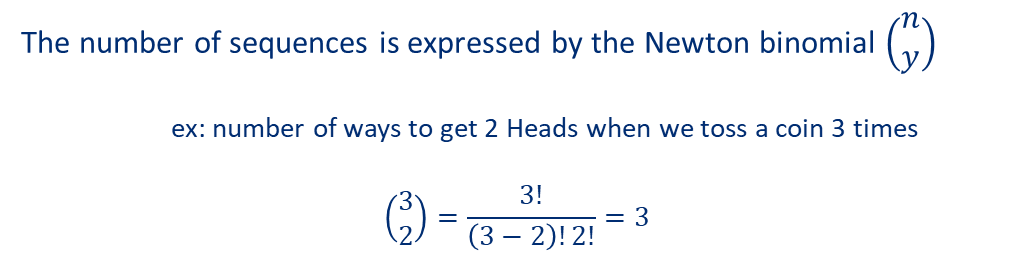 The number of sequences is expressed by the Newton binomial (n y)
ex: number of ways to get 2 Heads when we toss a coin 3 times
(3 2) = 3! / (3 − 2)! 2! = 3